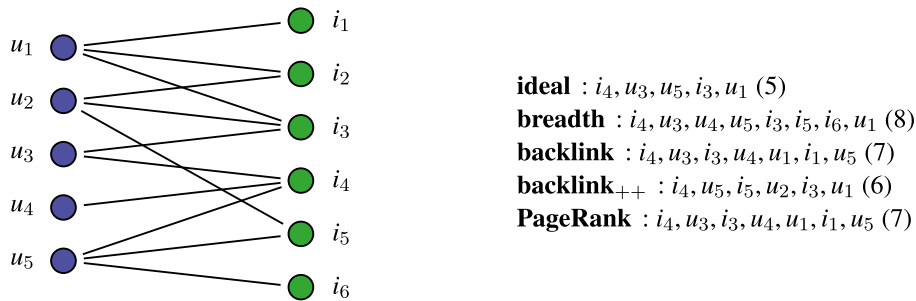 u₁
u₂
u₃
u₄
u₅
i₁
i₂
i₃
i₄
i₅
i₆
ideal : i₄, u₃, u₅, i₃, u₁ (5)
breadth : i₄, u₃, u₄, u₅, i₃, i₅, i₆, u₁ (8)
backlink : i₄, u₃, i₃, u₄, u₁, i₁, u₅ (7)
backlink₊₊ : i₄, u₅, i₅, u₂, i₃, u₁ (6)
PageRank : i₄, u₃, i₃, u₄, u₁, i₁, u₅ (7)